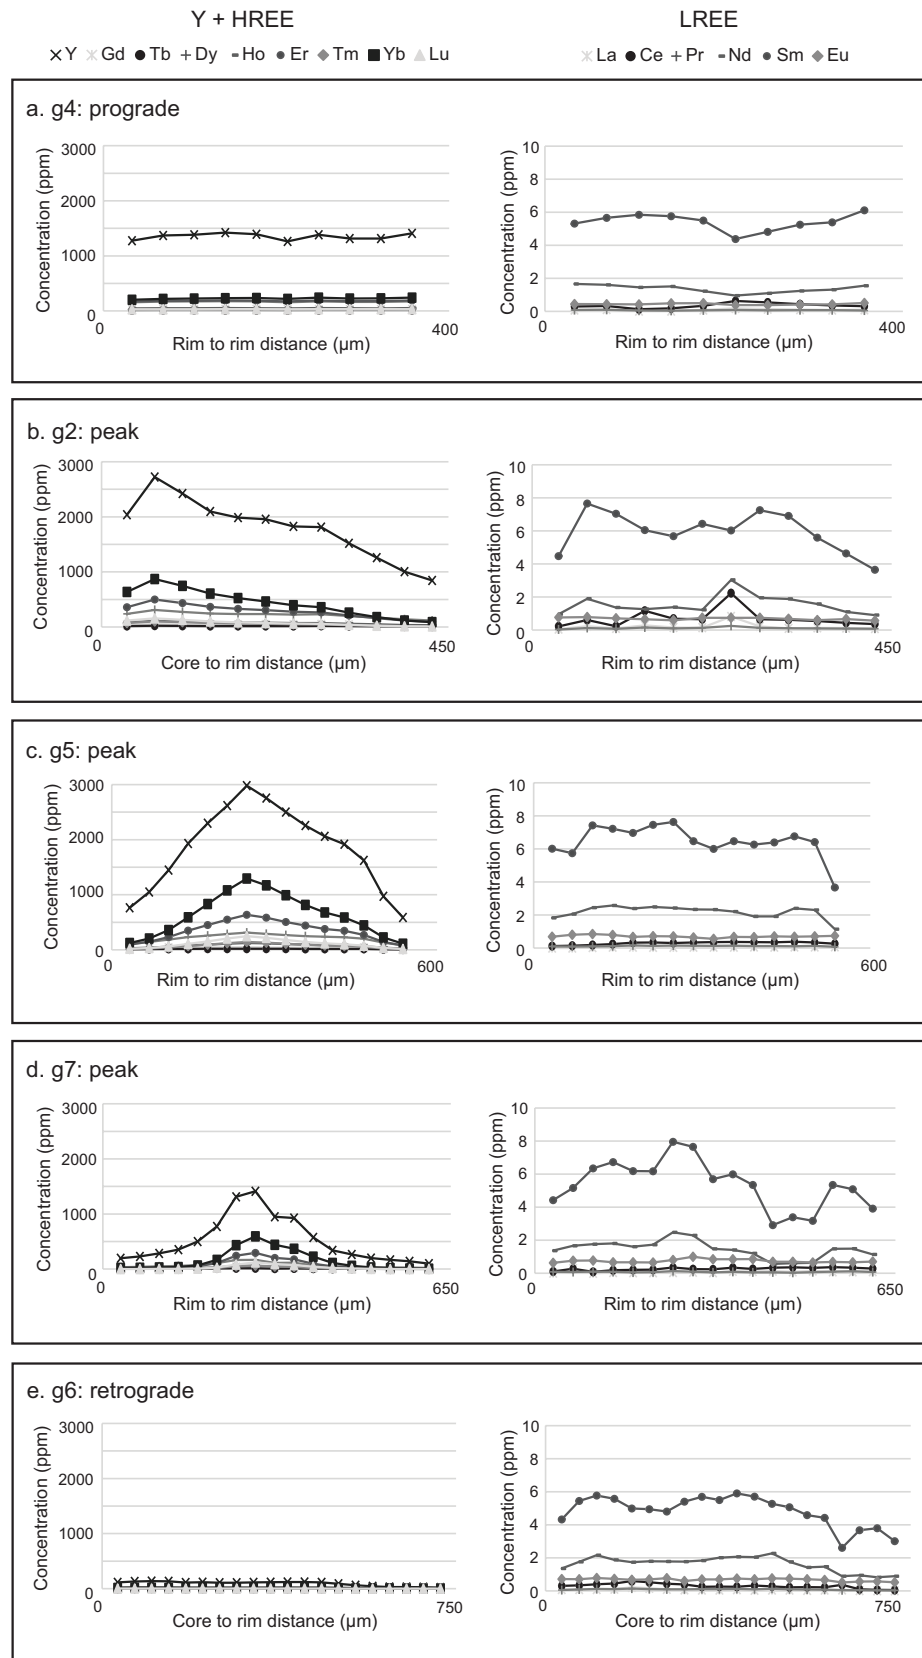 Y + HREE
LREE
Y Gd Tb Dy Ho Er Tm Yb Lu
La Ce Pr Nd Sm Eu
a. g4: prograde
Concentration (ppm)
3000
2000
1000
0
0
400
Rim to rim distance (µm)
Concentration (ppm)
10
8
6
4
2
0
0
400
Rim to rim distance (µm)
b. g2: peak
Concentration (ppm)
3000
2000
1000
0
0
450
Core to rim distance (µm)
Concentration (ppm)
10
8
6
4
2
0
0
450
Rim to rim distance (µm)
c. g5: peak
Concentration (ppm)
3000
2000
1000
0
0
600
Rim to rim distance (µm)
Concentration (ppm)
10
8
6
4
2
0
0
600
Rim to rim distance (µm)
d. g7: peak
Concentration (ppm)
3000
2000
1000
0
0
650
Rim to rim distance (µm)
Concentration (ppm)
10
8
6
4
2
0
0
650
Rim to rim distance (µm)
e. g6: retrograde
Concentration (ppm)
3000
2000
1000
0
0
750
Core to rim distance (µm)
Concentration (ppm)
10
8
6
4
2
0
0
750
Core to rim distance (µm)